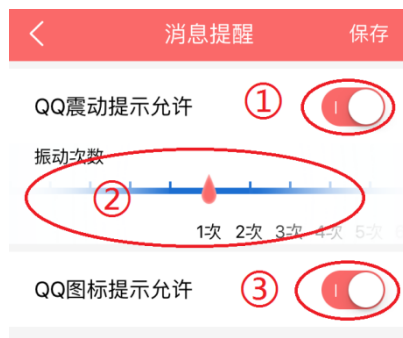 消息提醒 保存
QQ震动提示允许 ①
振动次数
②
1次 2次 3次 4次 5次
QQ图标提示允许 ③